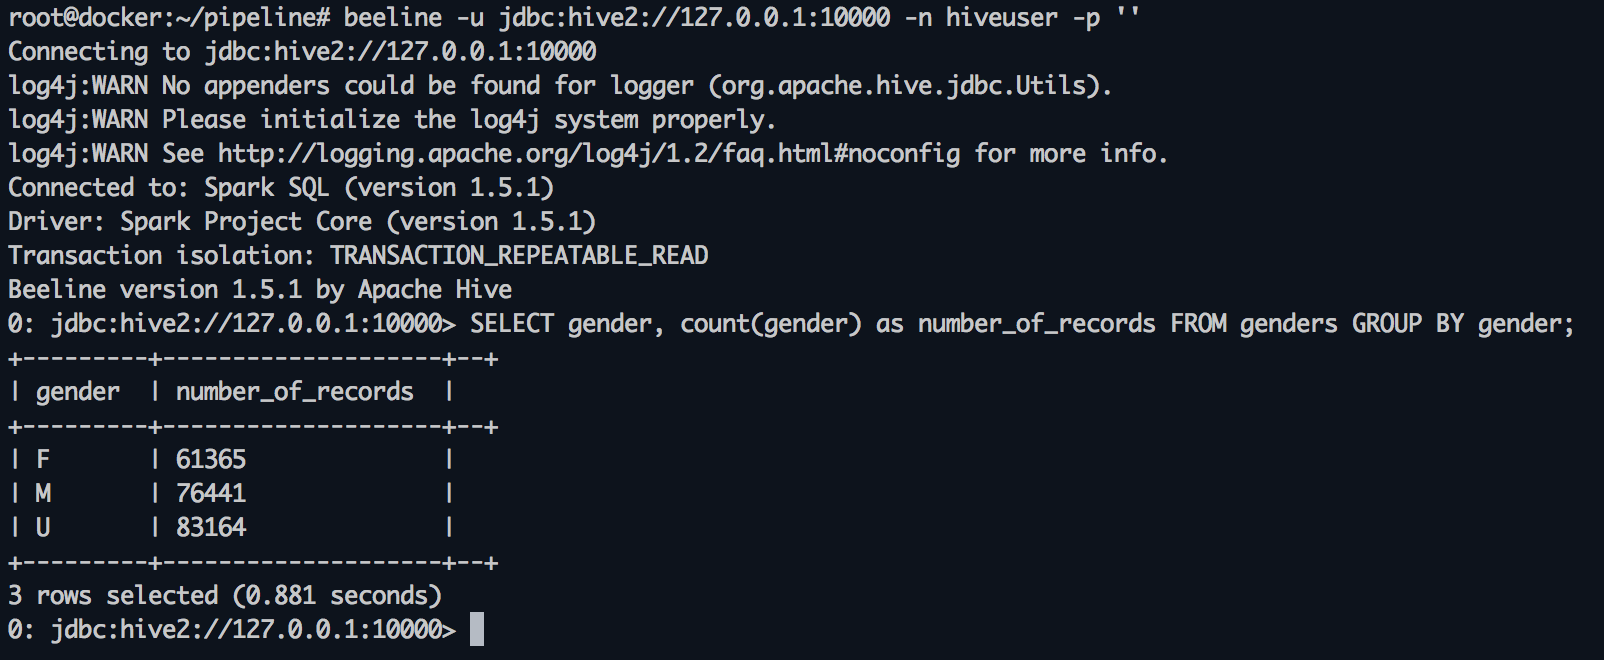 root@docker:~/pipeline# beeline -u jdbc:hive2://127.0.0.1:10000 -n hiveuser -p ''
Connecting to jdbc:hive2://127.0.0.1:10000
log4j:WARN No appenders could be found for logger (org.apache.hive.jdbc.Utils).
log4j:WARN Please initialize the log4j system properly.
log4j:WARN See http://logging.apache.org/log4j/1.2/faq.html#noconfig for more info.
Connected to: Spark SQL (version 1.5.1)
Driver: Spark Project Core (version 1.5.1)
Transaction isolation: TRANSACTION_REPEATABLE_READ
Beeline version 1.5.1 by Apache Hive
0: jdbc:hive2://127.0.0.1:10000> SELECT gender, count(gender) as number_of_records FROM genders GROUP BY gender;
+---------+--------------------+--+
| gender  | number_of_records  |
+---------+--------------------+--+
| F       | 61365              |
| M       | 76441              |
| U       | 83164              |
+---------+--------------------+--+
3 rows selected (0.881 seconds)
0: jdbc:hive2://127.0.0.1:10000>